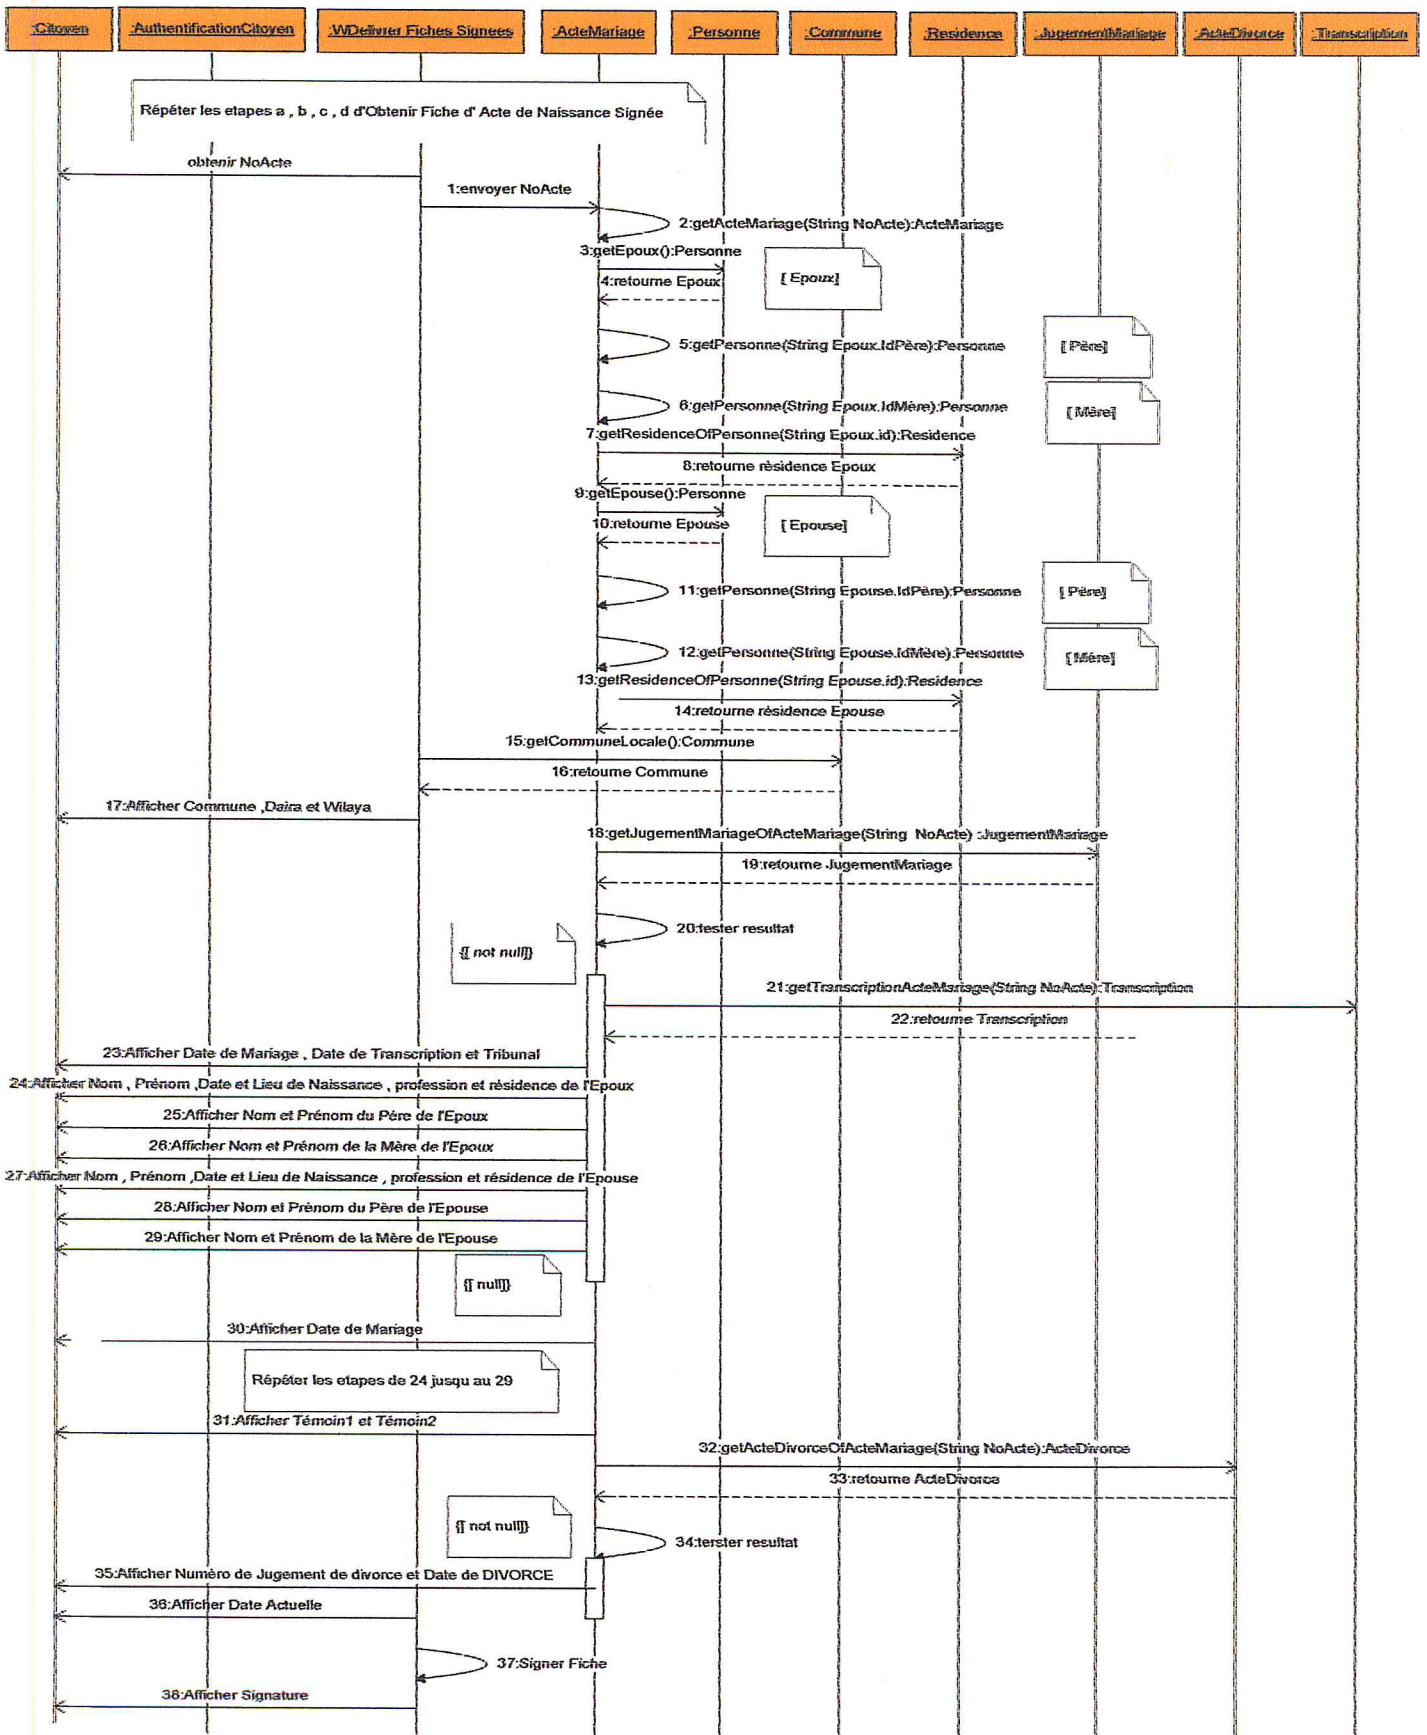 :Citoyen
:AuthentificationCitoyen
:WDelivrer Fiches Signees
:ActeMariage
:Personne
:Commune
:Residence
:JugementMariage
:ActeDivorce
:Transcription
Répéter les etapes a , b , c , d d'Obtenir Fiche d' Acte de Naissance Signée
obtenir NoActe
1:envoyer NoActe
2:getActeMariage(String NoActe):ActeMariage
3:getEpoux():Personne
[ Epoux]
4:retourne Epoux
5:getPersonne(String Epoux.IdPère):Personne
[ Père]
6:getPersonne(String Epoux.IdMère):Personne
[ Mère]
7:getResidenceOfPersonne(String Epoux.id):Residence
8:retourne résidence Epoux
9:getEpouse():Personne
10:retourne Epouse
[ Epouse]
11:getPersonne(String Epouse.IdPère):Personne
[ Père]
12:getPersonne(String Epouse.IdMère):Personne
[ Mère]
13:getResidenceOfPersonne(String Epouse.id):Residence
14:retourne résidence Epouse
15:getCommuneLocale():Commune
16:retourne Commune
17:Afficher Commune ,Daira et Wilaya
18:getJugementMariageOfActeMariage(String NoActe) :JugementMariage
19:retourne JugementMariage
20:tester resultat
{[ not null]}
21:getTranscriptionActeMariage(String NoActe):Transcription
22:retourne Transcription
23:Afficher Date de Mariage , Date de Transcription et Tribunal
24:Afficher Nom , Prénom ,Date et Lieu de Naissance , profession et résidence de l'Epoux
25:Afficher Nom et Prénom du Père de l'Epoux
26:Afficher Nom et Prénom de la Mère de l'Epoux
27:Afficher Nom , Prénom ,Date et Lieu de Naissance , profession et résidence de l'Epouse
28:Afficher Nom et Prénom du Père de l'Epouse
29:Afficher Nom et Prénom de la Mère de l'Epouse
{[ null]}
30:Afficher Date de Mariage
Répéter les etapes de 24 jusqu au 29
31:Afficher Témoin1 et Témoin2
32:getActeDivorceOfActeMariage(String NoActe):ActeDivorce
33:retourne ActeDivorce
{[ not null]}
34:terster resultat
35:Afficher Numéro de Jugement de divorce et Date de DIVORCE
36:Afficher Date Actuelle
37:Signer Fiche
38:Afficher Signature